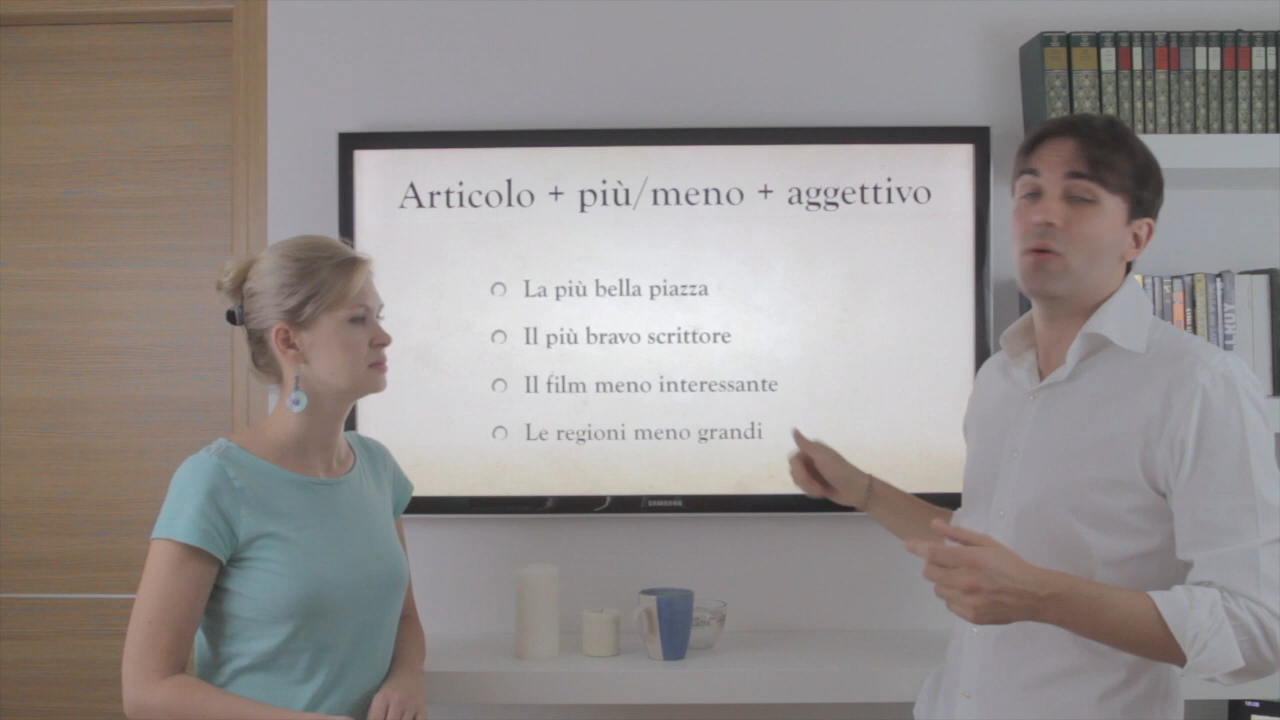 Articolo + più/meno + aggettivo
La più bella piazza
Il più bravo scrittore
Il film meno interessante
Le regioni meno grandi
SAMSUNG